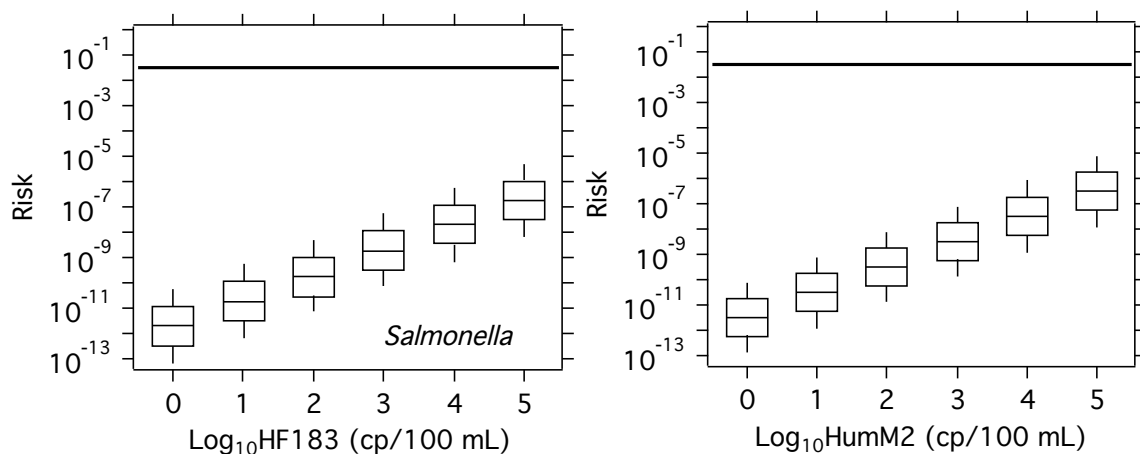 Risk
10⁻¹
10⁻³
10⁻⁵
10⁻⁷
10⁻⁹
10⁻¹¹
10⁻¹³
Salmonella
0 1 2 3 4 5
Log₁₀HF183 (cp/100 mL)
Risk
10⁻¹
10⁻³
10⁻⁵
10⁻⁷
10⁻⁹
10⁻¹¹
10⁻¹³
0 1 2 3 4 5
Log₁₀HumM2 (cp/100 mL)